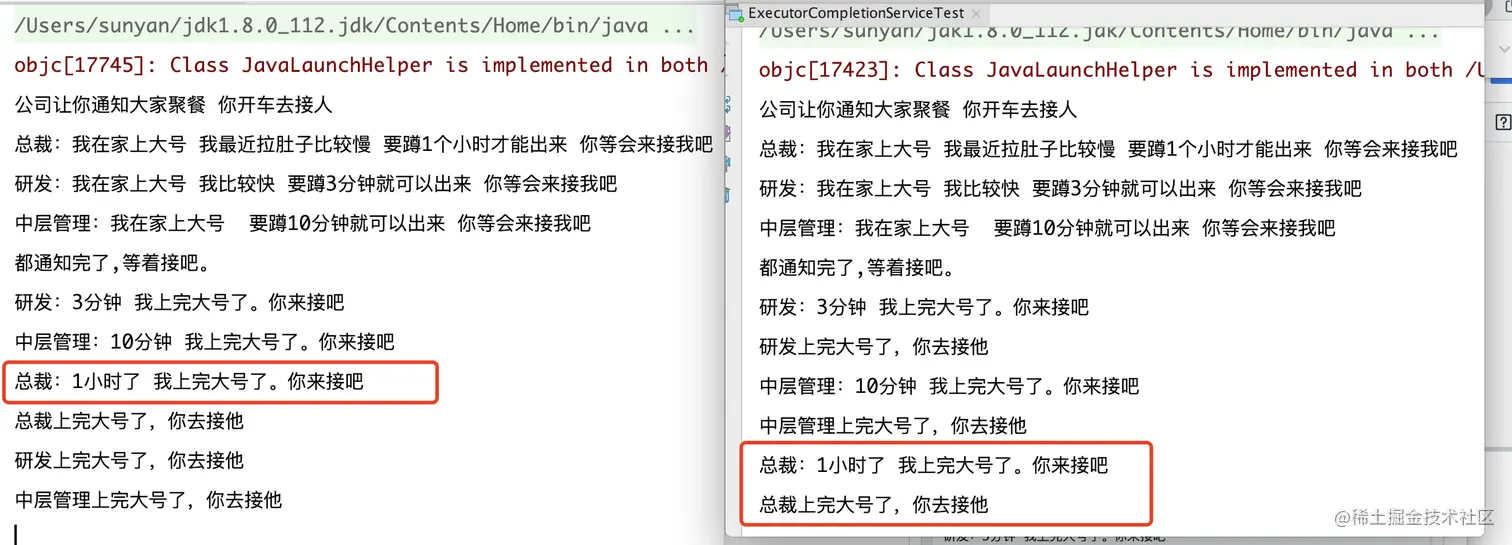 /Users/sunyan/jdk1.8.0_112.jdk/Contents/Home/bin/java ...
objc[17745]: Class JavaLaunchHelper is implemented in both /
公司让你通知大家聚餐 你开车去接人
总裁：我在家上大号 我最近拉肚子比较慢 要蹲1个小时才能出来 你等会来接我吧
研发：我在家上大号 我比较快 要蹲3分钟就可以出来 你等会来接我吧
中层管理：我在家上大号  要蹲10分钟就可以出来 你等会来接我吧
都通知完了,等着接吧。
研发：3分钟 我上完大号了。你来接吧
中层管理：10分钟 我上完大号了。你来接吧
总裁：1小时了 我上完大号了。你来接吧
总裁上完大号了，你去接他
研发上完大号了，你去接他
中层管理上完大号了，你去接他
ExecutorCompletionServiceTest
/Users/sunyan/jdk1.8.0_112.jdk/Contents/Home/bin/java ...
objc[17423]: Class JavaLaunchHelper is implemented in both /U
公司让你通知大家聚餐 你开车去接人
总裁：我在家上大号 我最近拉肚子比较慢 要蹲1个小时才能出来 你等会来接我吧
研发：我在家上大号 我比较快 要蹲3分钟就可以出来 你等会来接我吧
中层管理：我在家上大号  要蹲10分钟就可以出来 你等会来接我吧
都通知完了,等着接吧。
研发：3分钟 我上完大号了。你来接吧
研发上完大号了，你去接他
中层管理：10分钟 我上完大号了。你来接吧
中层管理上完大号了，你去接他
总裁：1小时了 我上完大号了。你来接吧
总裁上完大号了，你去接他
@稀土掘金技术社区